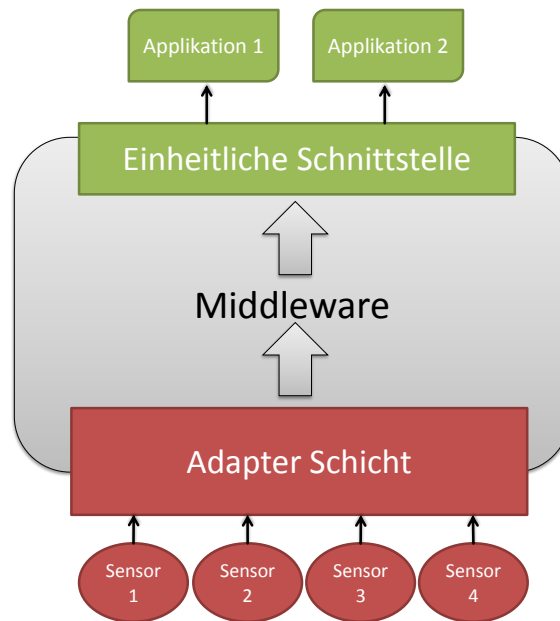 Applikation 1
Applikation 2
Einheitliche Schnittstelle
Middleware
Adapter Schicht
Sensor
1
Sensor
2
Sensor
3
Sensor
4